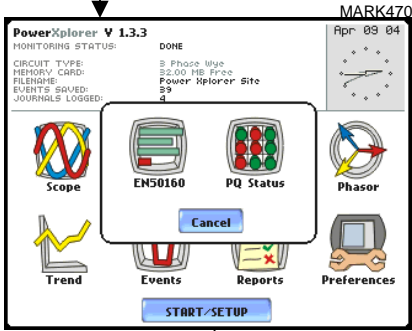 MARK470
PowerXplorer V 1.3.3
Apr 09 04
MONITORING STATUS: DONE
CIRCUIT TYPE: 3 Phase Wye
MEMORY CARD: 32.00 MB Free
FILENAME: Power Xplorer Site
EVENTS SAVED: 39
JOURNALS LOGGED: 4
EN50160
PQ Status
Scope
Phasor
Cancel
Trend
Events
Reports
Preferences
START/SETUP